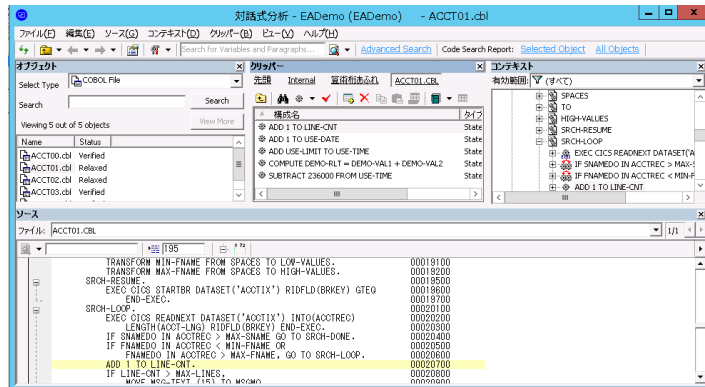 対話式分析 - EADemo (EADemo) - ACCT01.cbl
ファイル(F) 編集(E) ソース(G) コンテキスト(D) クリッパー(B) ビュー(V) ヘルプ(H)
Search for Variables and Paragraphs... Advanced Search Code Search Report: Selected Object All Objects
オブジェクト
Select Type COBOL File
Search Search
Viewing 5 out of 5 objects View More
Name Status
ACCT00.cbl Verified
ACCT01.cbl Relaxed
ACCT02.cbl Relaxed
ACCT03.cbl Verified
クリッパー
先頭 Internal 算術桁あふれ ACCT01.CBL
構成名 タイプ
ADD 1 TO LINE-CNT State
ADD 1 TO USE-DATE State
ADD USE-LIMIT TO USE-TIME State
COMPUTE DEMO-RLT = DEMO-VAL1 + DEMO-VAL2 State
SUBTRACT 236000 FROM USE-TIME State
コンテキスト
有効範囲: (すべて)
SPACES
TO
HIGH-VALUES
SRCH-RESUME
SRCH-LOOP
EXEC CICS READNEXT DATASET('A
IF SNAMEDO IN ACCTREC > MAX-S
IF FNAMEDO IN ACCTREC < MIN-F
ADD 1 TO LINE-CNT
ソース
ファイル: ACCT01.CBL 1/1
195
TRANSFORM MIN-FNAME FROM SPACES TO LOW-VALUES. 00019100
TRANSFORM MAX-FNAME FROM SPACES TO HIGH-VALUES. 00019200
SRCH-RESUME. 00019500
EXEC CICS STARTBR DATASET('ACCTIX') RIDFLD(BRKEY) GTEQ 00019600
END-EXEC. 00019700
SRCH-LOOP. 00020100
EXEC CICS READNEXT DATASET('ACCTIX') INTO(ACCTREC) 00020200
LENGTH(ACCT-LNG) RIDFLD(BRKEY) END-EXEC. 00020300
IF SNAMEDO IN ACCTREC > MAX-SNAME GO TO SRCH-DONE. 00020400
IF FNAMEDO IN ACCTREC < MIN-FNAME OR 00020500
FNAMEDO IN ACCTREC > MAX-FNAME, GO TO SRCH-LOOP. 00020600
ADD 1 TO LINE-CNT. 00020700
IF LINE-CNT > MAX-LINES, 00020800
MOVE MSG-TEXT (15) TO MSGMO 00020900